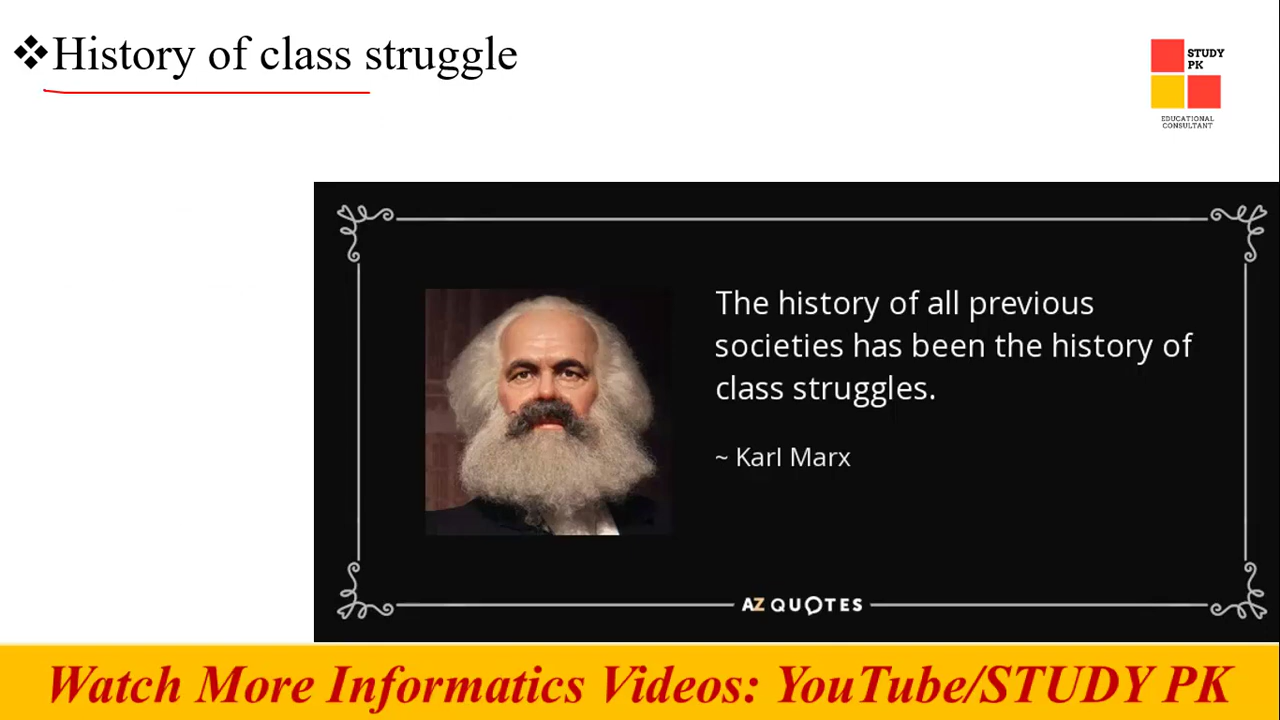 ❖History of class struggle
STUDY
PK
EDUCATIONAL
CONSULTANT
The history of all previous
societies has been the history of
class struggles.
~ Karl Marx
AZ QUOTES
Watch More Informatics Videos: YouTube/STUDY PK